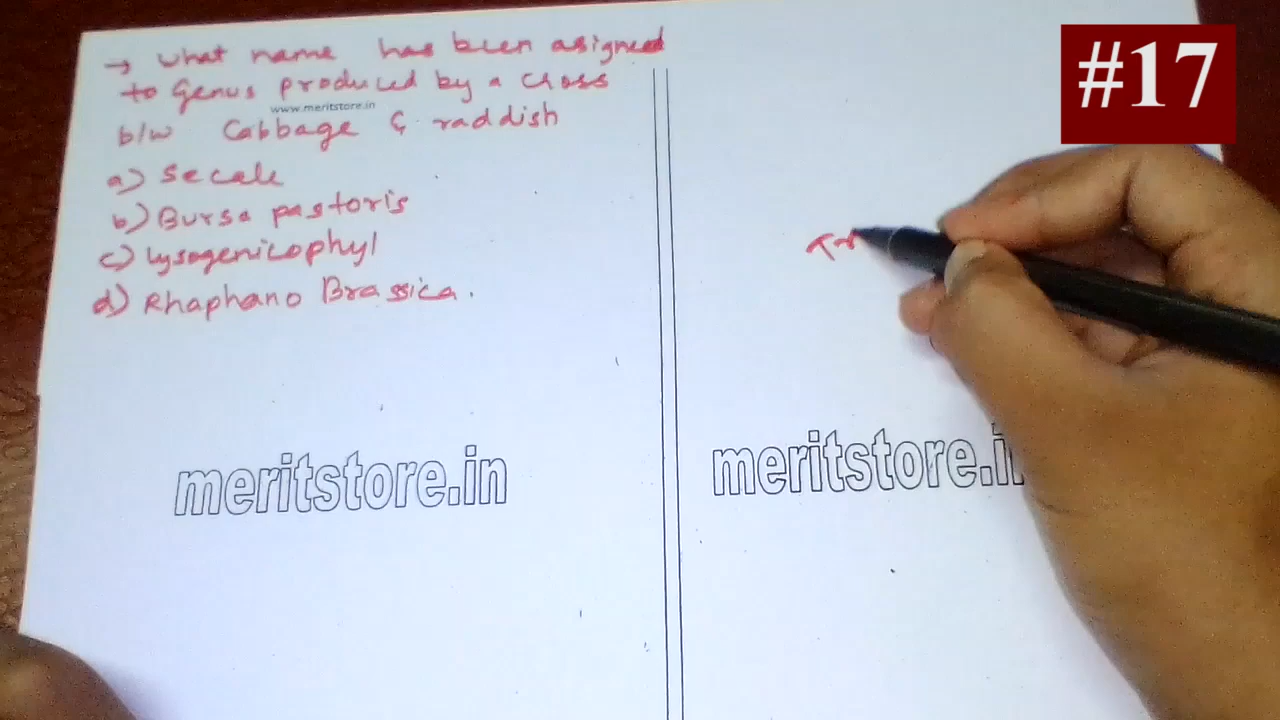 #17
→ what name has been asigned
to Genus produced by a cross
www.meritstore.in
b/w Cabbage & raddish
a) Secale
b) Bursa pastoris
c) Lysogenicophyl
d) Rhaphano Brassica.
meritstore.in
meritstore.in